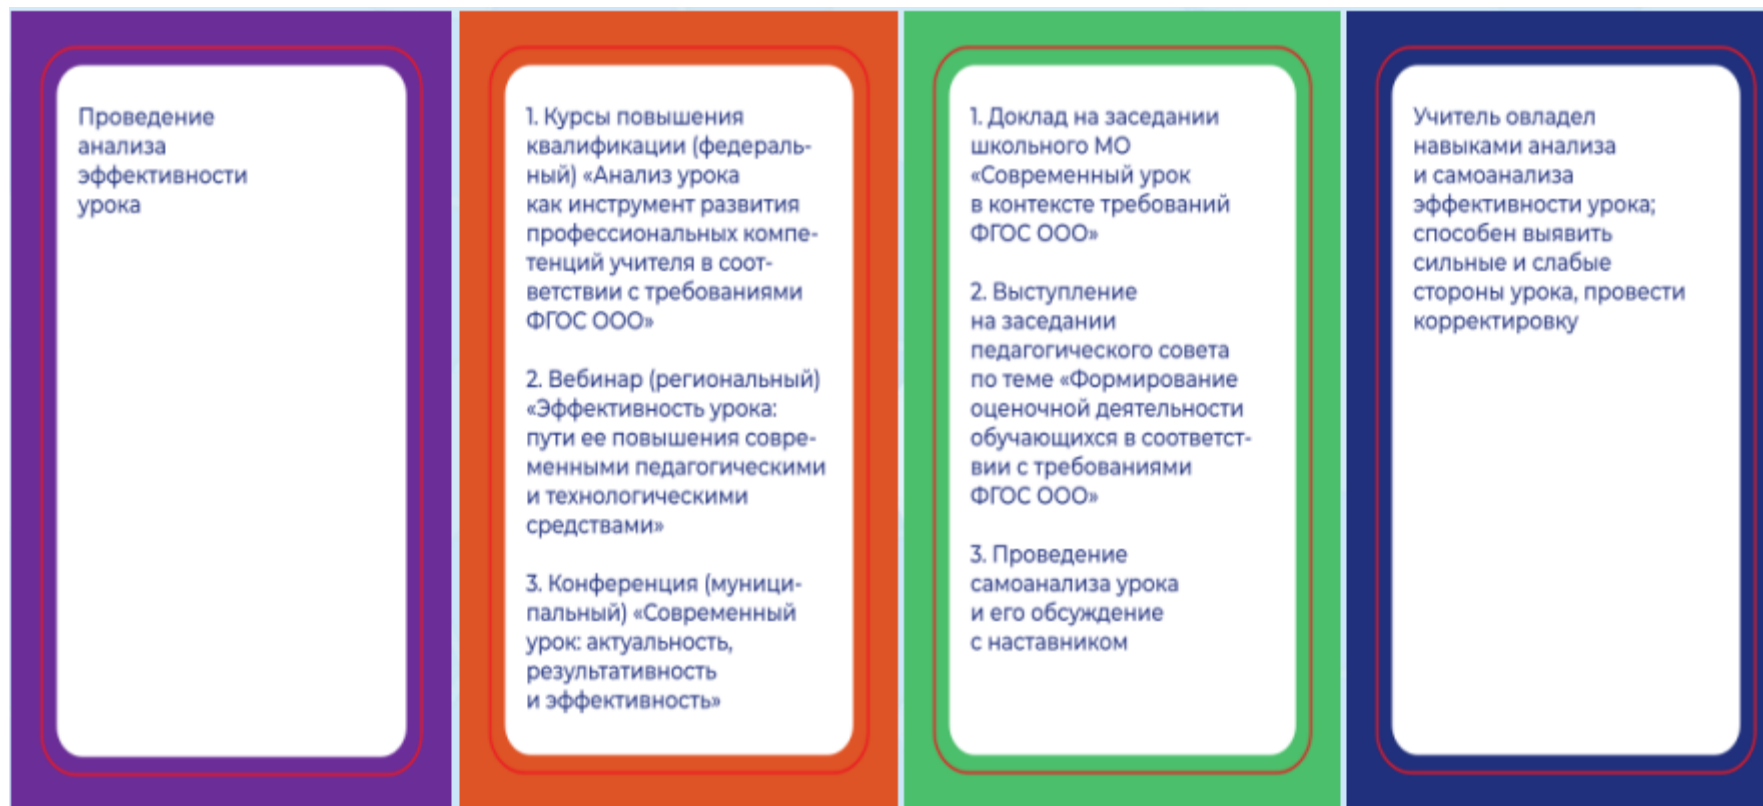 Проведение
анализа
эффективности
урока
1. Курсы повышения
квалификации (федераль-
ный) «Анализ урока
как инструмент развития
профессиональных компе-
тенций учителя в соот-
ветствии с требованиями
ФГОС ООО»
2. Вебинар (региональный)
«Эффективность урока:
пути ее повышения совре-
менными педагогическими
и технологическими
средствами»
3. Конференция (муници-
пальный) «Современный
урок: актуальность,
результативность
и эффективность»
1. Доклад на заседании
школьного МО
«Современный урок
в контексте требований
ФГОС ООО»
2. Выступление
на заседании
педагогического совета
по теме «Формирование
оценочной деятельности
обучающихся в соответст-
вии с требованиями
ФГОС ООО»
3. Проведение
самоанализа урока
и его обсуждение
с наставником
Учитель овладел
навыками анализа
и самоанализа
эффективности урока;
способен выявить
сильные и слабые
стороны урока, провести
корректировку